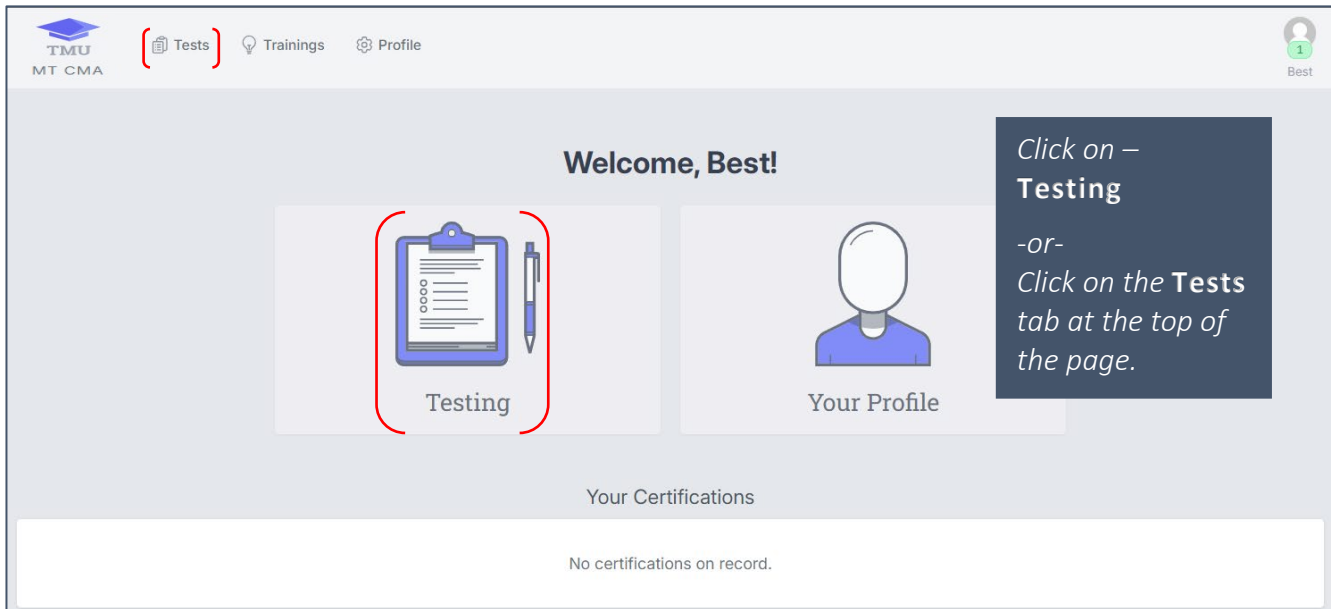 TMU
MT CMA
Tests
Trainings
Profile
1
Best
Welcome, Best!
Testing
Your Profile
Click on –
Testing
-or-
Click on the Tests
tab at the top of
the page.
Your Certifications
No certifications on record.